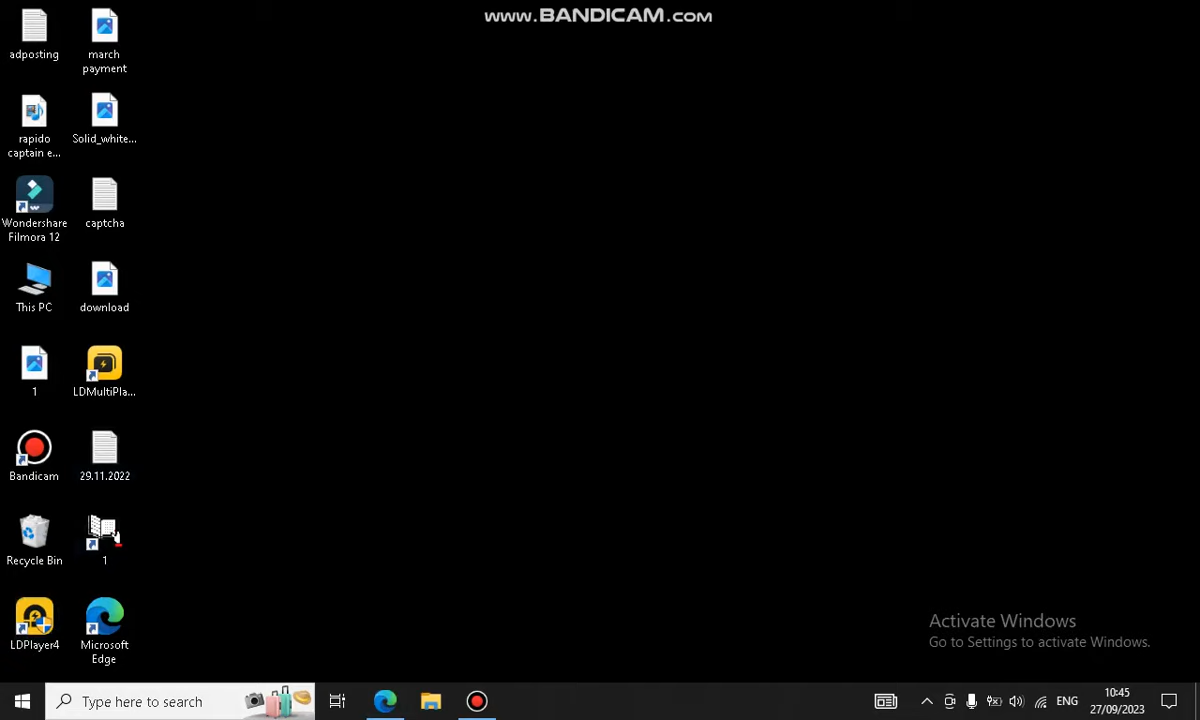 www.BANDICAM.com
adposting
march
payment
rapido
captain e...
Solid_white...
Wondershare
Filmora 12
captcha
This PC
download
1
LDMultiPla...
Bandicam
29.11.2022
Recycle Bin
1
LDPlayer4
Microsoft
Edge
Activate Windows
Go to Settings to activate Windows.
Type here to search
ENG
10:45
27/09/2023